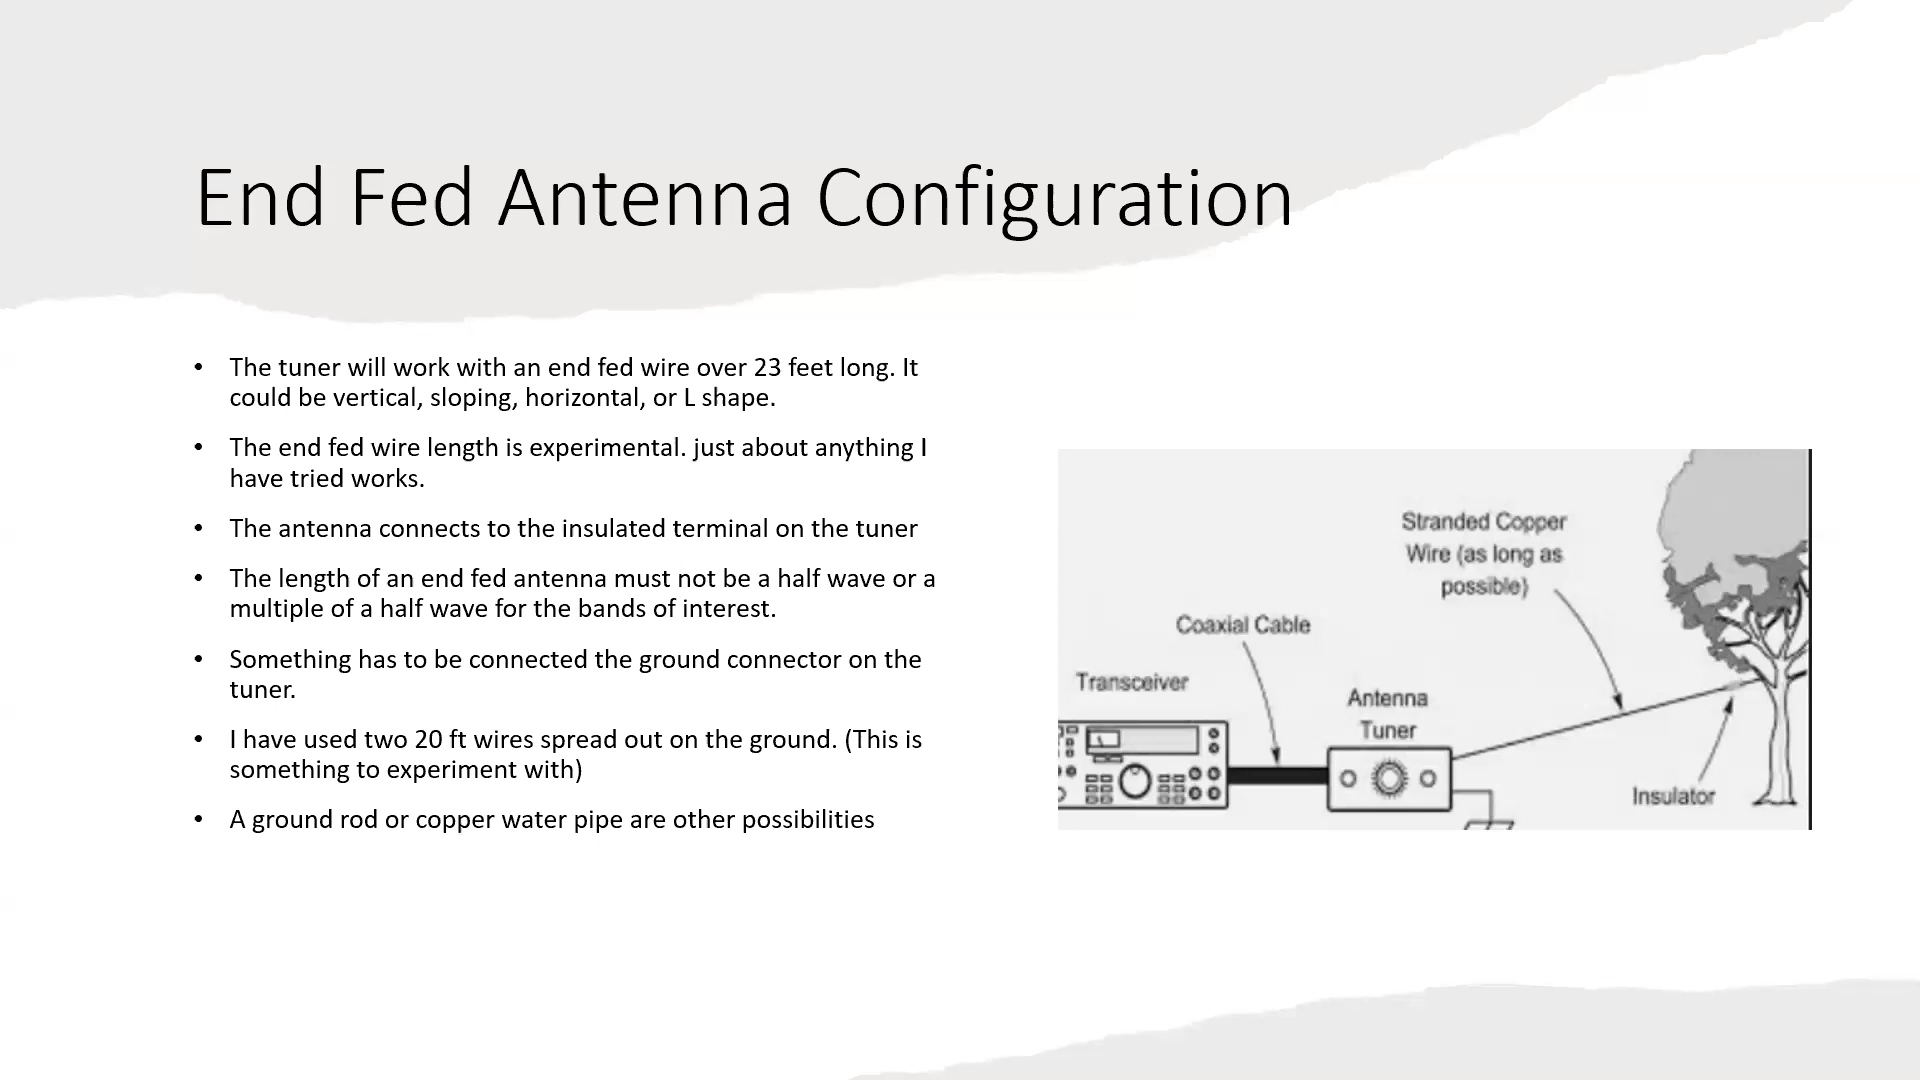 End Fed Antenna Configuration
• The tuner will work with an end fed wire over 23 feet long. It
could be vertical, sloping, horizontal, or L shape.
• The end fed wire length is experimental. just about anything I
have tried works.
• The antenna connects to the insulated terminal on the tuner
• The length of an end fed antenna must not be a half wave or a
multiple of a half wave for the bands of interest.
• Something has to be connected the ground connector on the
tuner.
• I have used two 20 ft wires spread out on the ground. (This is
something to experiment with)
• A ground rod or copper water pipe are other possibilities
Stranded Copper
Wire (as long as
possible)
Coaxial Cable
Transceiver
Antenna
Tuner
Insulator